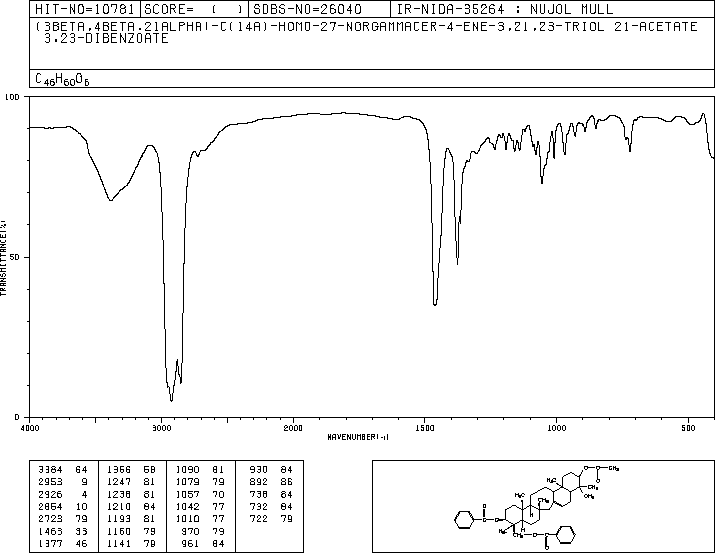 HIT-NO=10781 SCORE= ( ) SDBS-NO=26040 IR-NIDA-35264 : NUJOL MULL
(3BETA,4BETA,21ALPHA)-C(14A)-HOMO-27-NORGAMMACER-4-ENE-3,21,23-TRIOL 21-ACETATE
3,23-DIBENZOATE
C46H60O6
100
50
0
TRANSMITTANCE(%)
4000 3000 2000 1500 1000 500
WAVENUMBER(-1)
3384 64 1366 58 1090 81 930 84
2953 9 1247 81 1079 79 892 86
2926 4 1238 81 1057 70 738 84
2854 10 1210 84 1042 77 732 84
2723 79 1193 81 1010 77 722 79
1463 33 1160 79 970 79
1377 46 1141 79 961 84